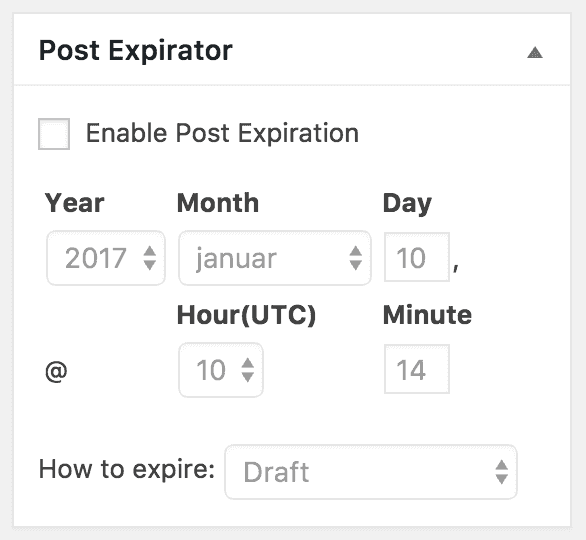 Post Expirator
Enable Post Expiration
Year Month Day
2017 januar 10 ,
Hour(UTC) Minute
@ 10 14
How to expire: Draft